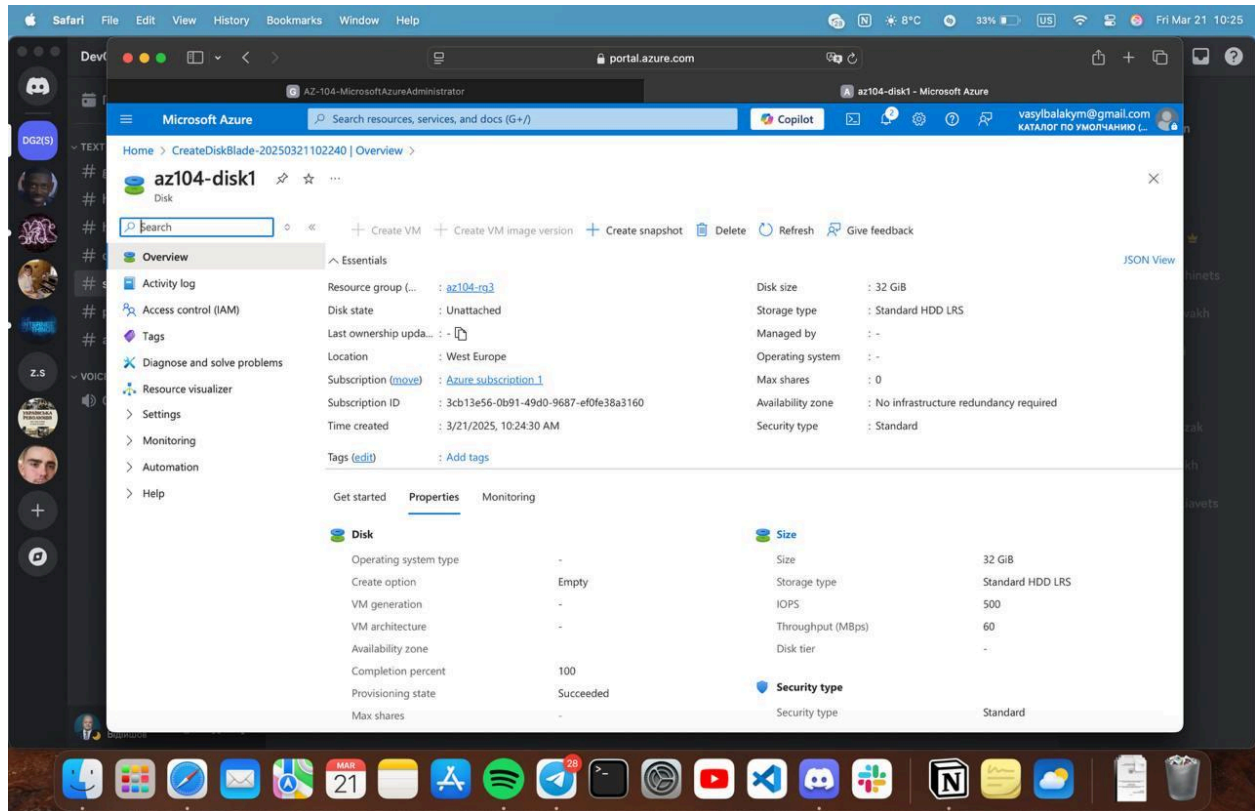 Safari File Edit View History Bookmarks Window Help
8°C 33% US Fri Mar 21 10:25
portal.azure.com
AZ-104-MicrosoftAzureAdministrator
az104-disk1 - Microsoft Azure
Microsoft Azure
Search resources, services, and docs (G+/)
Copilot
2
vasylbalakym@gmail.com
КАТАЛОГ ПО УМОЛЧАНИЮ (...
Home > CreateDiskBlade-20250321102240 | Overview >
az104-disk1
Disk
Search
Create VM Create VM image version Create snapshot Delete Refresh Give feedback
Overview
Activity log
Access control (IAM)
Tags
Diagnose and solve problems
Resource visualizer
Settings
Monitoring
Automation
Help
Essentials
JSON View
Resource group (... : az104-rg3
Disk state : Unattached
Last ownership upda... : -
Location : West Europe
Subscription (move) : Azure subscription 1
Subscription ID : 3cb13e56-0b91-49d0-9687-ef0fe38a3160
Time created : 3/21/2025, 10:24:30 AM
Tags (edit) : Add tags
Disk size : 32 GiB
Storage type : Standard HDD LRS
Managed by : -
Operating system : -
Max shares : 0
Availability zone : No infrastructure redundancy required
Security type : Standard
Get started Properties Monitoring
Disk
Operating system type -
Create option Empty
VM generation -
VM architecture -
Availability zone
Completion percent 100
Provisioning state Succeeded
Max shares -
Size
Size 32 GiB
Storage type Standard HDD LRS
IOPS 500
Throughput (MBps) 60
Disk tier -
Security type
Security type Standard
DG2(S)
z.s
MAR
21
28